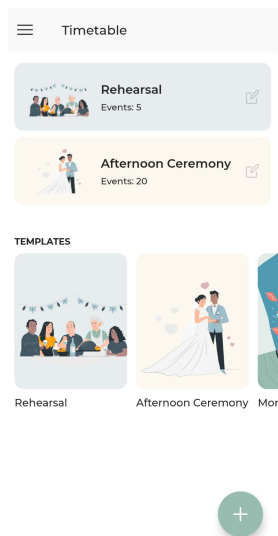 Timetable
Rehearsal
Events: 5
Afternoon Ceremony
Events: 20
TEMPLATES
Rehearsal
Afternoon Ceremony
Mor